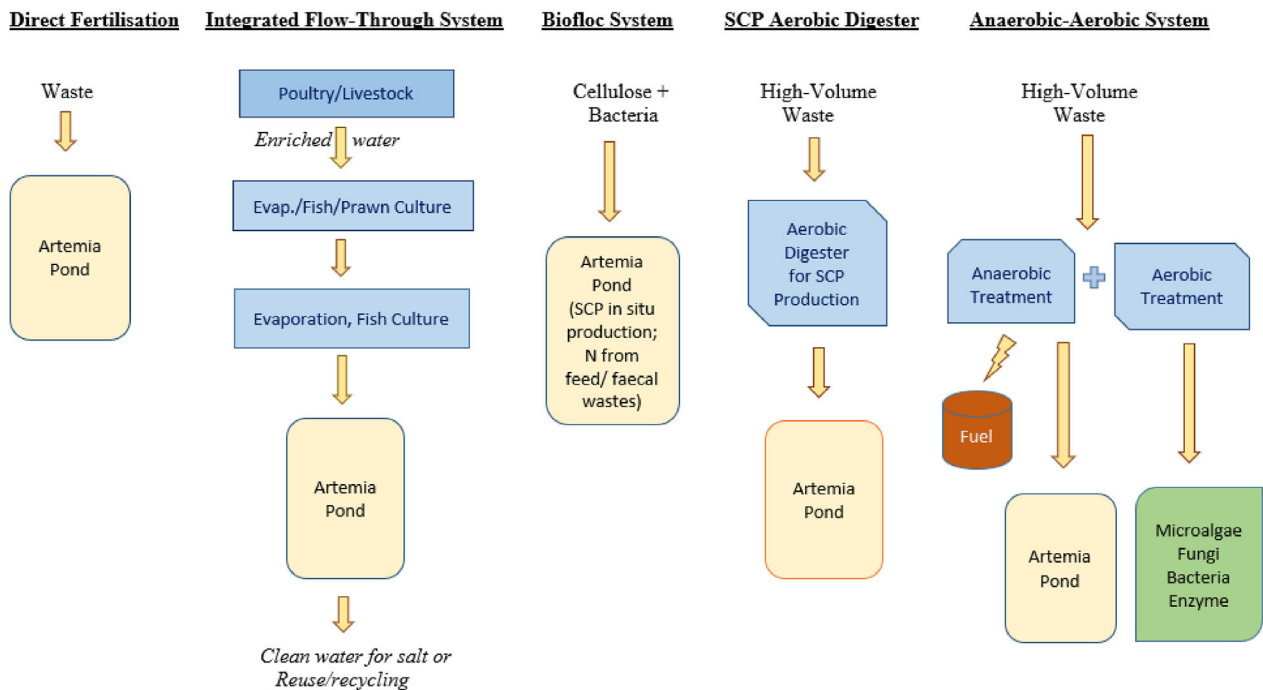 Direct Fertilisation
Waste
Artemia
Pond
Integrated Flow-Through System
Poultry/Livestock
Enriched water
Evap./Fish/Prawn Culture
Evaporation, Fish Culture
Artemia
Pond
Clean water for salt or
Reuse/recycling
Biofloc System
Cellulose +
Bacteria
Artemia
Pond
(SCP in situ
production;
N from
feed/ faecal
wastes)
SCP Aerobic Digester
High-Volume
Waste
Aerobic
Digester
for SCP
Production
Artemia
Pond
Anaerobic-Aerobic System
High-Volume
Waste
Anaerobic
Treatment
Aerobic
Treatment
Fuel
Artemia
Pond
Microalgae
Fungi
Bacteria
Enzyme